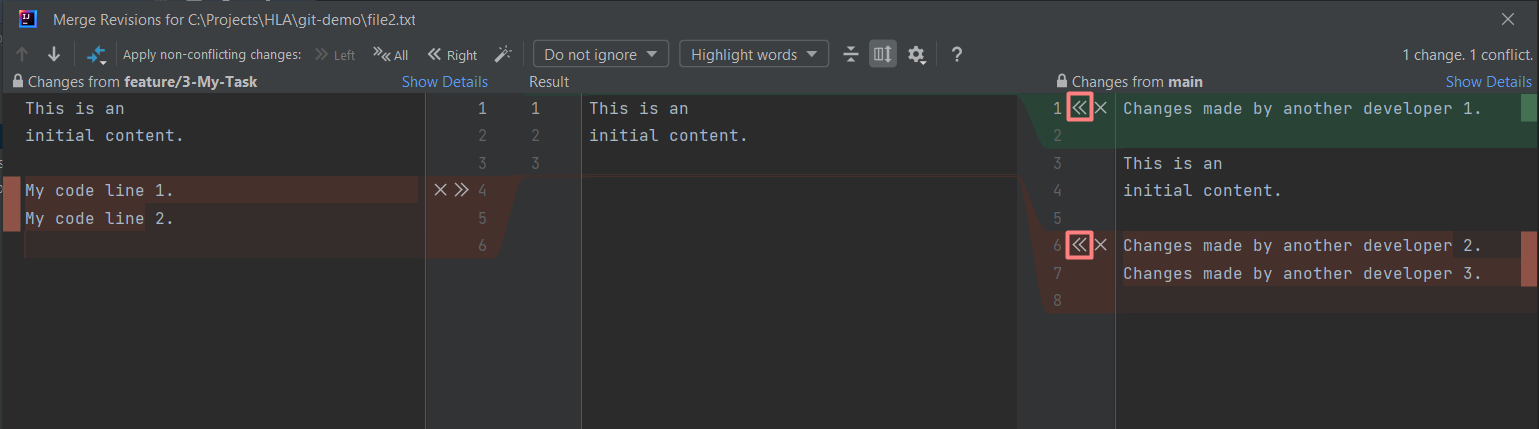 Merge Revisions for C:\Projects\HLA\git-demo\file2.txt
Apply non-conflicting changes: Left All Right Do not ignore Highlight words ? 1 change. 1 conflict.
Changes from feature/3-My-Task Show Details Result Changes from main Show Details
This is an 1 1 This is an 1 Changes made by another developer 1.
initial content. 2 2 initial content. 2
3 3 3 This is an
My code line 1. 4 4 initial content.
My code line 2. 5 5
6 6 Changes made by another developer 2.
7 Changes made by another developer 3.
8